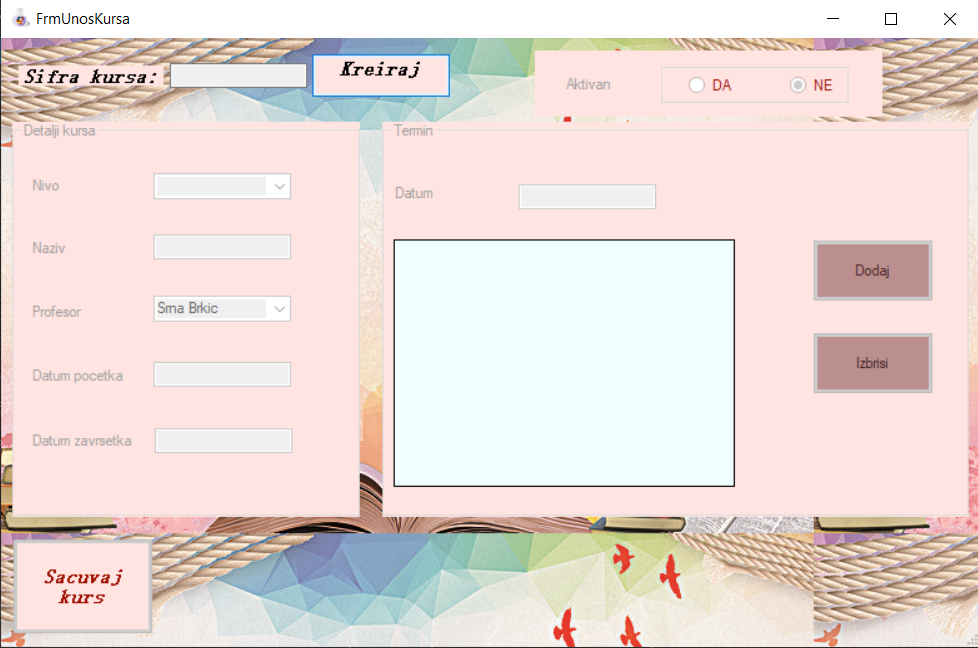 FrmUnosKursa
Sifra kursa:
Kreiraj
Aktivan
DA
NE
Detalji kursa
Nivo
Naziv
Profesor
Srna Brkic
Datum pocetka
Datum zavrsetka
Termin
Datum
Dodaj
Izbrisi
Sacuvaj
kurs